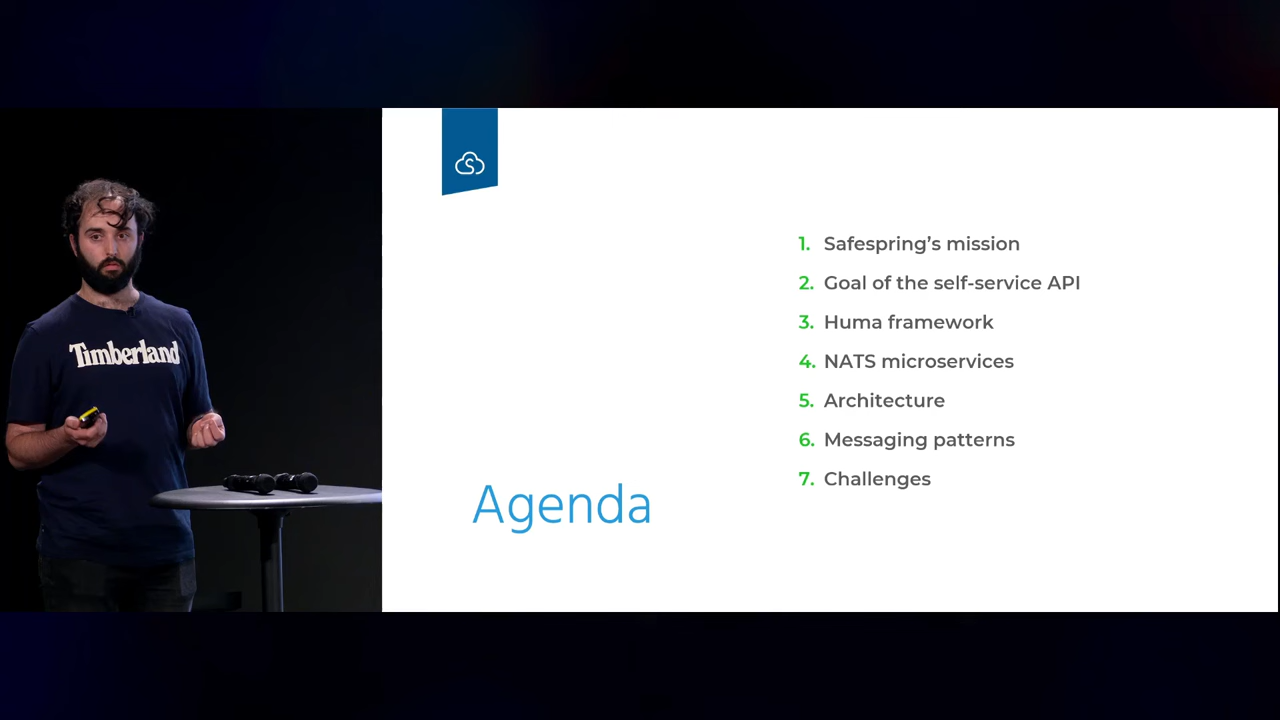 Timberland
1. Safespring’s mission
2. Goal of the self-service API
3. Huma framework
4. NATS microservices
5. Architecture
6. Messaging patterns
7. Challenges
Agenda